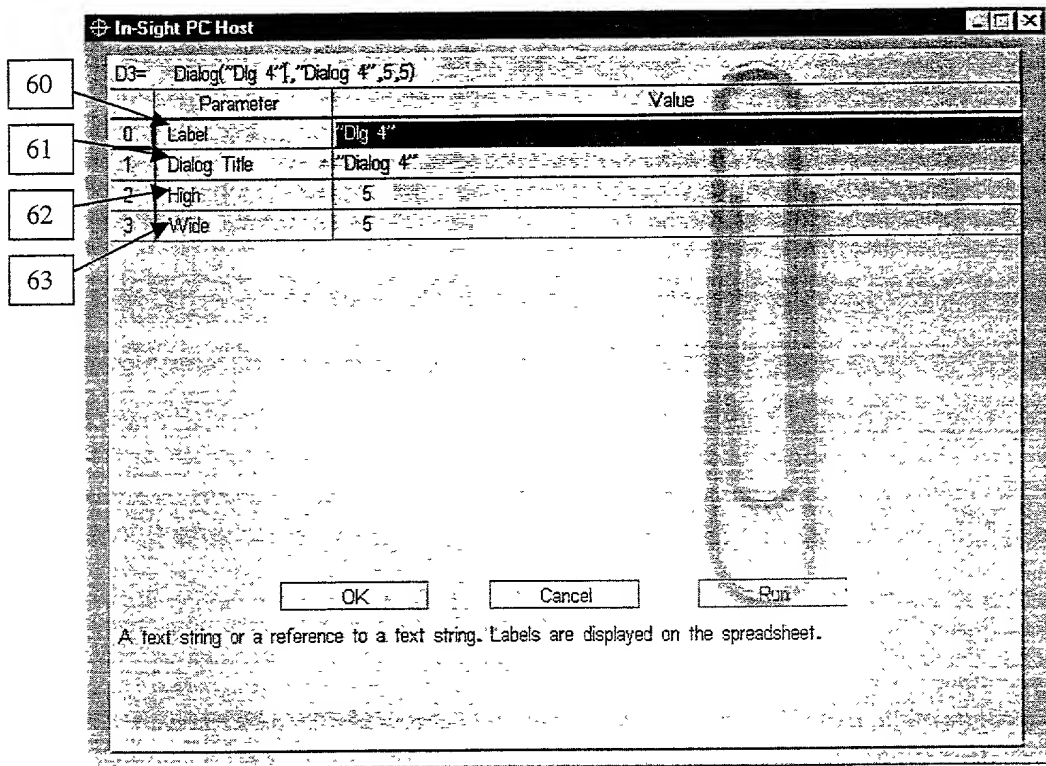 In-Sight PC Host
D3= Dialog("Dlg 4"],"Dialog 4",5,5)
Parameter Value
60
0 Label "Dlg 4"
61
1 Dialog Title "Dialog 4"
62
2 High 5
3 Wide 5
63
OK Cancel Run
A text string or a reference to a text string. Labels are displayed on the spreadsheet.